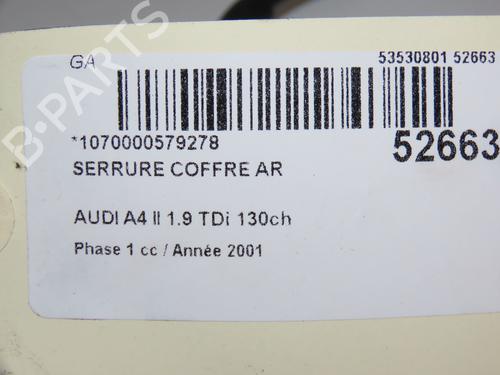 GA
53530801 52663
*1070000579278
52663
SERRURE COFFRE AR
AUDI A4 II 1.9 TDi 130ch
Phase 1 cc / Année 2001
B-PARTS